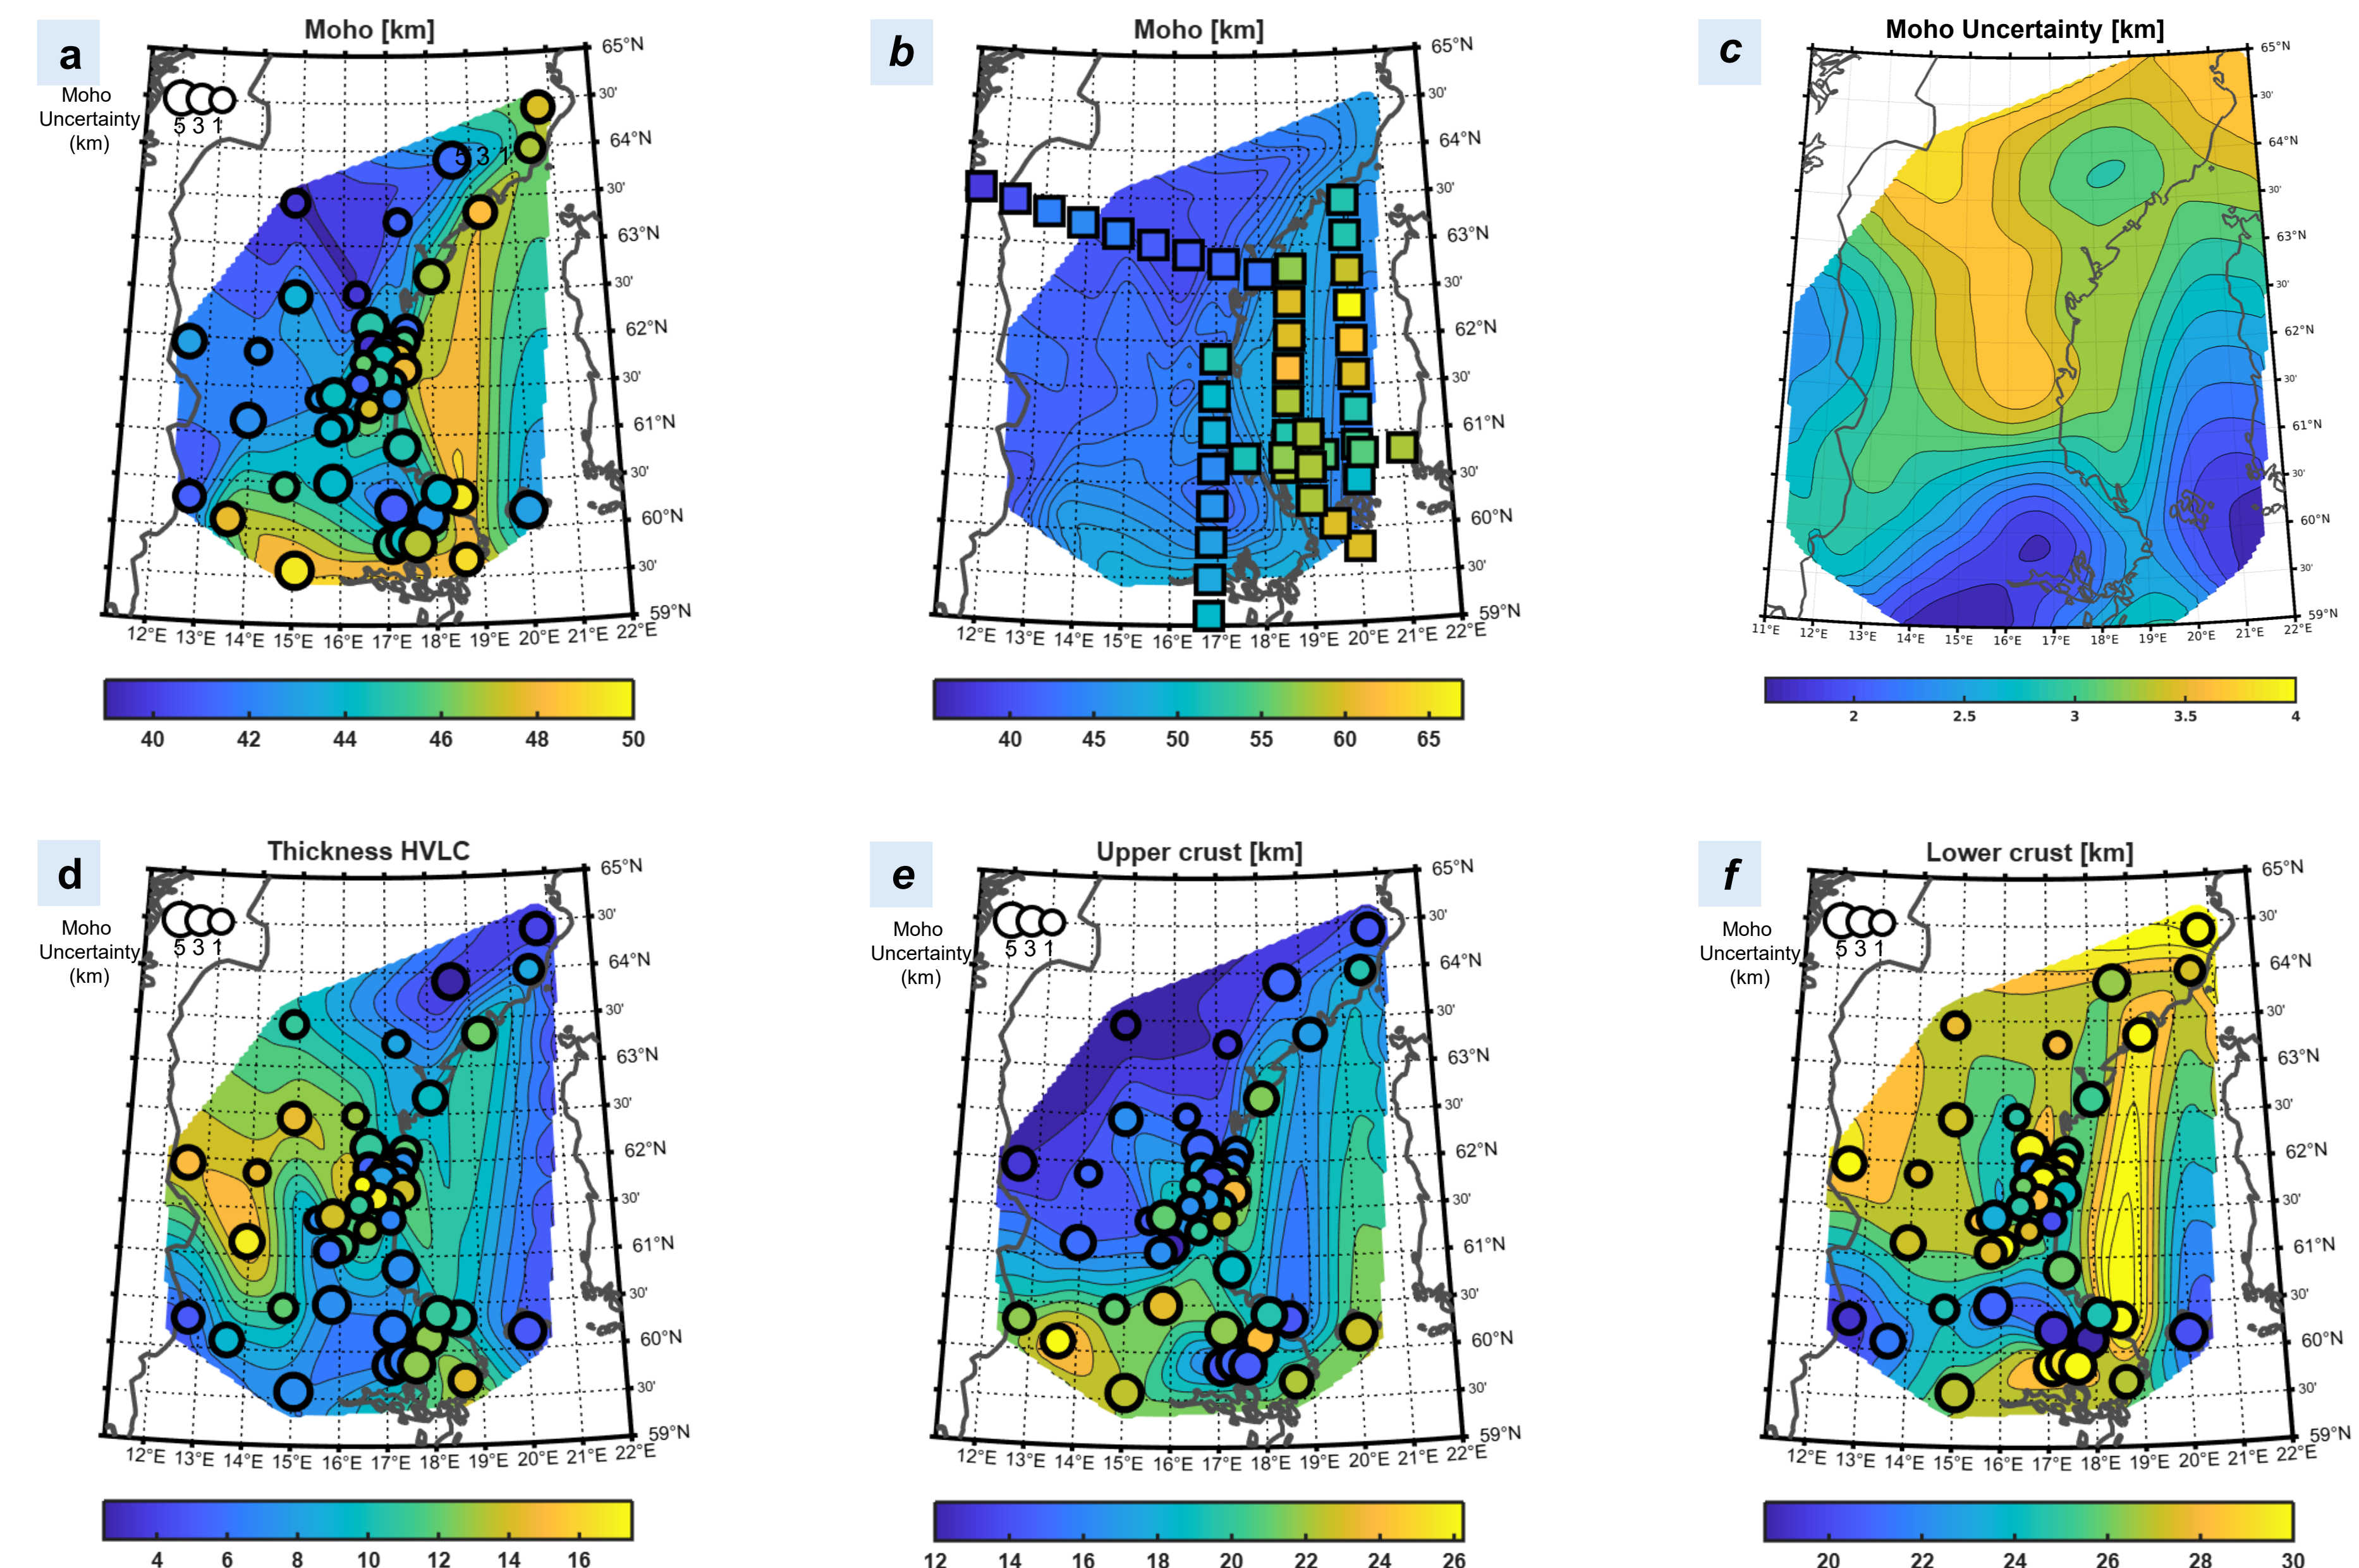 a
Moho [km]
Moho
Uncertainty
(km)
5 3 1
5 3 1
65°N
30'
64°N
30'
63°N
30'
62°N
30'
61°N
30'
60°N
30'
59°N
12°E 13°E 14°E 15°E 16°E 17°E 18°E 19°E 20°E 21°E 22°E
40 42 44 46 48 50
b
Moho [km]
65°N
30'
64°N
30'
63°N
30'
62°N
30'
61°N
30'
60°N
30'
59°N
12°E 13°E 14°E 15°E 16°E 17°E 18°E 19°E 20°E 21°E 22°E
40 45 50 55 60 65
c
Moho Uncertainty [km]
65°N
30'
64°N
30'
63°N
30'
62°N
30'
61°N
30'
60°N
30'
59°N
11°E 12°E 13°E 14°E 15°E 16°E 17°E 18°E 19°E 20°E 21°E 22°E
2 2.5 3 3.5 4
d
Thickness HVLC
Moho
Uncertainty
(km)
5 3 1
65°N
30'
64°N
30'
63°N
30'
62°N
30'
61°N
30'
60°N
30'
59°N
12°E 13°E 14°E 15°E 16°E 17°E 18°E 19°E 20°E 21°E 22°E
4 6 8 10 12 14 16
e
Upper crust [km]
Moho
Uncertainty
(km)
5 3 1
65°N
30'
64°N
30'
63°N
30'
62°N
30'
61°N
30'
60°N
30'
59°N
12°E 13°E 14°E 15°E 16°E 17°E 18°E 19°E 20°E 21°E 22°E
12 14 16 18 20 22 24 26
f
Lower crust [km]
Moho
Uncertainty
(km)
5 3 1
65°N
30'
64°N
30'
63°N
30'
62°N
30'
61°N
30'
60°N
30'
59°N
12°E 13°E 14°E 15°E 16°E 17°E 18°E 19°E 20°E 21°E 22°E
20 22 24 26 28 30